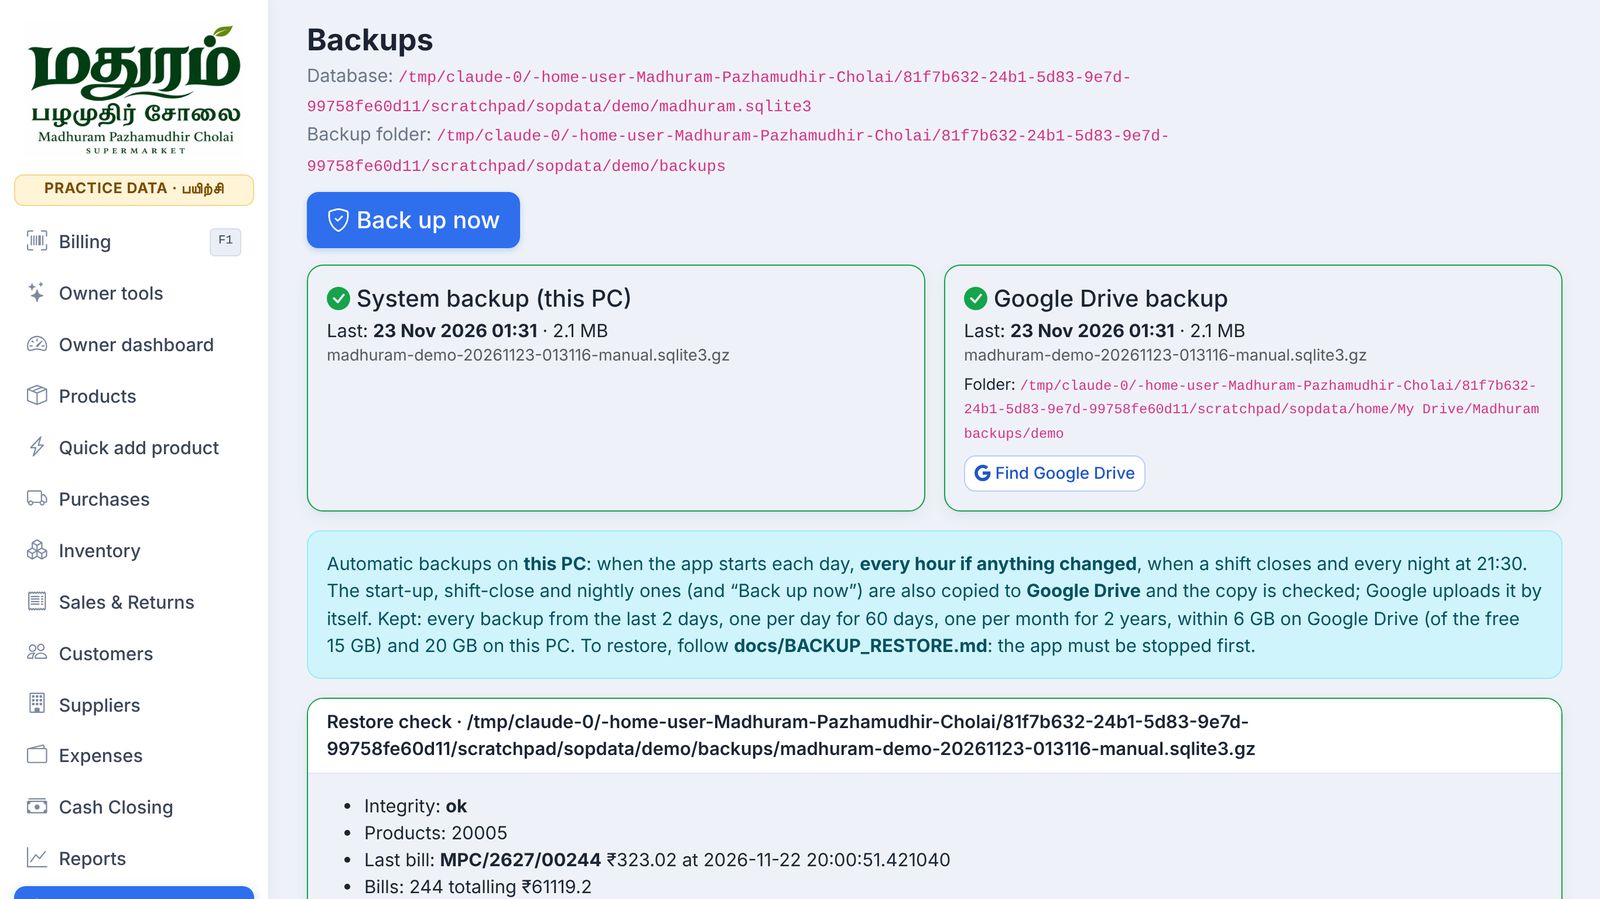 மதுரம்
பழமுதிர் சோலை
Madhuram Pazhamudhir Cholai
SUPERMARKET
PRACTICE DATA · பயிற்சி
Billing F1
Owner tools
Owner dashboard
Products
Quick add product
Purchases
Inventory
Sales & Returns
Customers
Suppliers
Expenses
Cash Closing
Reports
Backups
Database: /tmp/claude-0/-home-user-Madhuram-Pazhamudhir-Cholai/81f7b632-24b1-5d83-9e7d-
99758fe60d11/scratchpad/sopdata/demo/madhuram.sqlite3
Backup folder: /tmp/claude-0/-home-user-Madhuram-Pazhamudhir-Cholai/81f7b632-24b1-5d83-9e7d-
99758fe60d11/scratchpad/sopdata/demo/backups
Back up now
System backup (this PC)
Last: 23 Nov 2026 01:31 · 2.1 MB
madhuram-demo-20261123-013116-manual.sqlite3.gz
Google Drive backup
Last: 23 Nov 2026 01:31 · 2.1 MB
madhuram-demo-20261123-013116-manual.sqlite3.gz
Folder: /tmp/claude-0/-home-user-Madhuram-Pazhamudhir-Cholai/81f7b632-
24b1-5d83-9e7d-99758fe60d11/scratchpad/sopdata/home/My Drive/Madhuram
backups/demo
Find Google Drive
Automatic backups on this PC: when the app starts each day, every hour if anything changed, when a shift closes and every night at 21:30.
The start-up, shift-close and nightly ones (and “Back up now”) are also copied to Google Drive and the copy is checked; Google uploads it by
itself. Kept: every backup from the last 2 days, one per day for 60 days, one per month for 2 years, within 6 GB on Google Drive (of the free
15 GB) and 20 GB on this PC. To restore, follow docs/BACKUP_RESTORE.md: the app must be stopped first.
Restore check · /tmp/claude-0/-home-user-Madhuram-Pazhamudhir-Cholai/81f7b632-24b1-5d83-9e7d-
99758fe60d11/scratchpad/sopdata/demo/backups/madhuram-demo-20261123-013116-manual.sqlite3.gz
• Integrity: ok
• Products: 20005
• Last bill: MPC/2627/00244 ₹323.02 at 2026-11-22 20:00:51.421040
• Bills: 244 totalling ₹61119.2